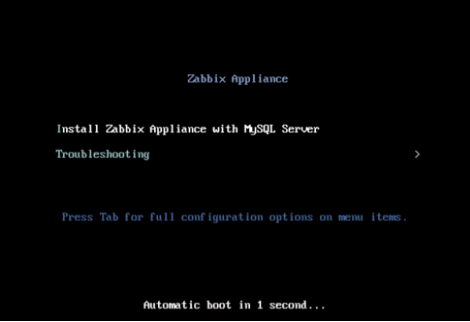 Zabbix Appliance
Install Zabbix Appliance with MySQL Server
Troubleshooting >
Press Tab for full configuration options on menu items.
Automatic boot in 1 second...